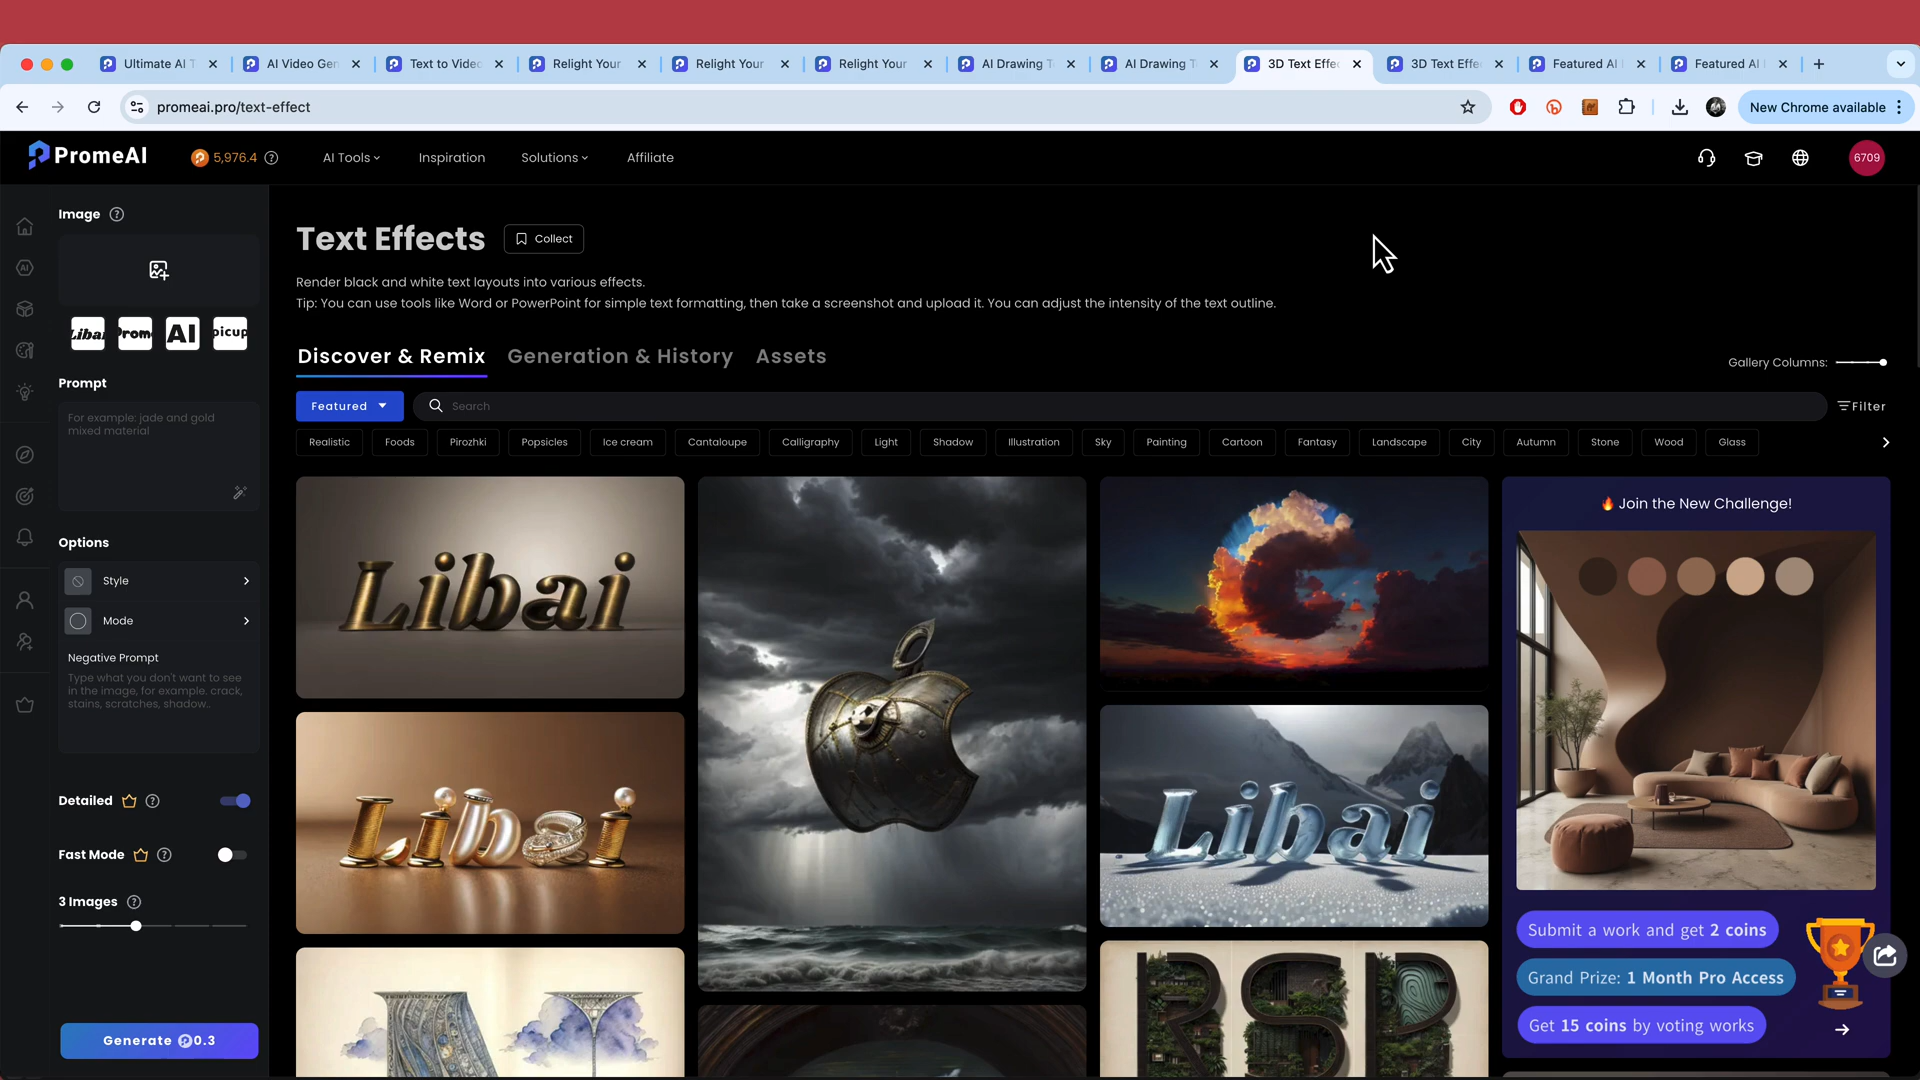 Ultimate AI T
AI Video Gen
Text to Video
Relight Your
Relight Your
Relight Your
AI Drawing T
AI Drawing T
3D Text Effec
3D Text Effe
Featured AI
Featured AI
promeai.pro/text-effect
New Chrome available
PromeAI
5,976.4
AI Tools
Inspiration
Solutions
Affiliate
6709
Image
Libai
Prom
AI
picup
Prompt
For example: jade and gold
mixed material
Options
Style
Mode
Negative Prompt
Type what you don't want to see
in the image, for example. crack,
stains, scratches, shadow..
Detailed
Fast Mode
3 Images
Generate 0.3
Text Effects
Collect
Render black and white text layouts into various effects.
Tip: You can use tools like Word or PowerPoint for simple text formatting, then take a screenshot and upload it. You can adjust the intensity of the text outline.
Discover & Remix
Generation & History
Assets
Gallery Columns:
Featured
Search
Filter
Realistic
Foods
Pirozhki
Popsicles
Ice cream
Cantaloupe
Calligraphy
Light
Shadow
Illustration
Sky
Painting
Cartoon
Fantasy
Landscape
City
Autumn
Stone
Wood
Glass
Libai
Libai
G
Libai
RSP
Join the New Challenge!
Submit a work and get 2 coins
Grand Prize: 1 Month Pro Access
Get 15 coins by voting works